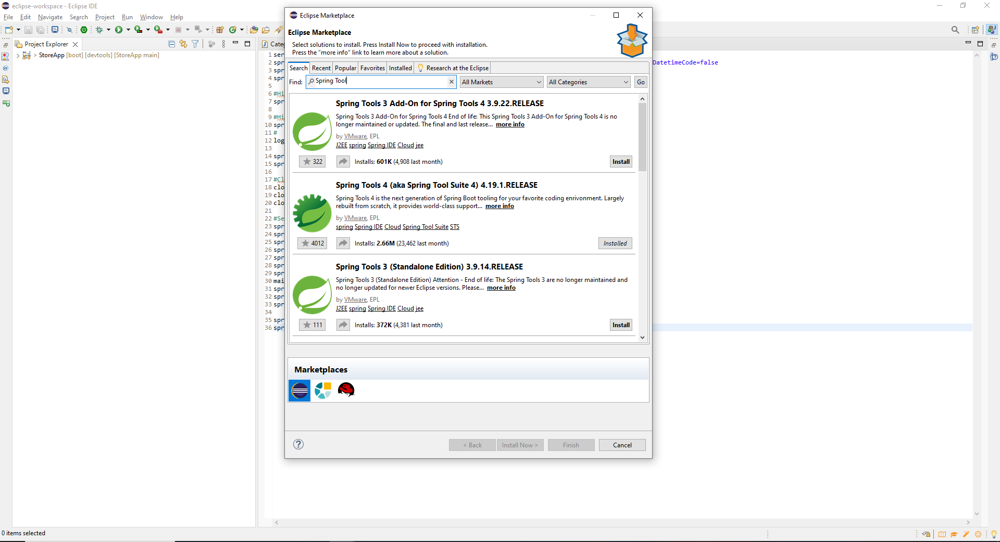 eclipse-workspace - Eclipse IDE
File Edit Navigate Search Project Run Window Help
Project Explorer
StoreApp [boot] [devtools] [StoreApp main]
0 items selected
Categ
1 ser
2 spr
DatetimeCode=false
3 spr
4 spr
5
6 #Hi
7 spr
8
9 #Hi
10 spr
11 #
12 log
13
14 spr
15 spr
16
17 #Cl
18 clo
19 clo
20 clo
21
22 #Se
23 spr
24 spr
25 spr
26 spr
27 spr
28 spr
29 spr
30 mai
31 spr
32 spr
33 spr
34
35 spr
36 spr
Eclipse Marketplace
Eclipse Marketplace
Select solutions to install. Press Install Now to proceed with installation.
Press the "more info" link to learn more about a solution.
Search Recent Popular Favorites Installed Research at the Eclipse
Find: Spring Tool All Markets All Categories Go
Spring Tools 3 Add-On for Spring Tools 4 3.9.22.RELEASE
Spring Tools 3 Add-On for Spring Tools 4 End of life: This Spring Tools 3 Add-On for Spring Tools 4 is no
longer maintained or updated. The final and last release... more info
by VMware, EPL
J2EE spring Spring IDE Cloud jee
322 Installs: 601K (4,908 last month) Install
Spring Tools 4 (aka Spring Tool Suite 4) 4.19.1.RELEASE
Spring Tools 4 is the next generation of Spring Boot tooling for your favorite coding enrivonment. Largely
rebuilt from scratch, it provides world-class support... more info
by VMware, EPL
spring Spring IDE Cloud Spring Tool Suite STS
4012 Installs: 2.66M (23,462 last month) Installed
Spring Tools 3 (Standalone Edition) 3.9.14.RELEASE
Spring Tools 3 (Standalone Edition) Attention - End of life: The Spring Tools 3 are no longer maintained and
no longer updated for newer Eclipse versions. Please... more info
by VMware, EPL
J2EE spring Spring IDE Cloud jee
111 Installs: 372K (4,381 last month) Install
Marketplaces
< Back Install Now > Finish Cancel